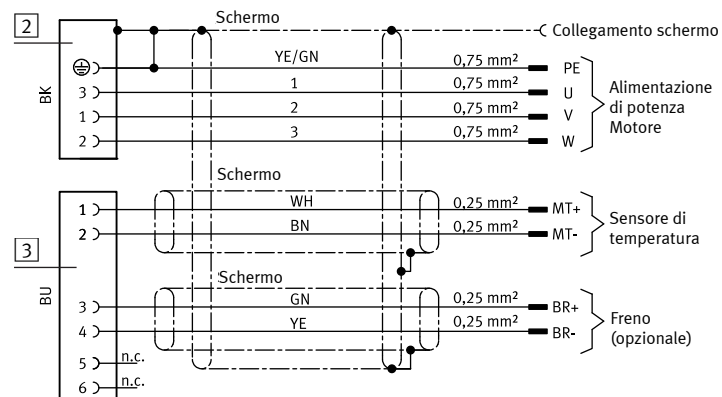 2
Schermo
Collegamento schermo
BK
YE/GN 0,75 mm² PE
3 1 0,75 mm² U
1 2 0,75 mm² V
2 3 0,75 mm² W
Alimentazione
di potenza
Motore
Schermo
1 WH 0,25 mm² MT+
2 BN 0,25 mm² MT-
Sensore di
temperatura
3
BU
Schermo
3 GN 0,25 mm² BR+
4 YE 0,25 mm² BR-
Freno
(opzionale)
5 n.c.
6 n.c.